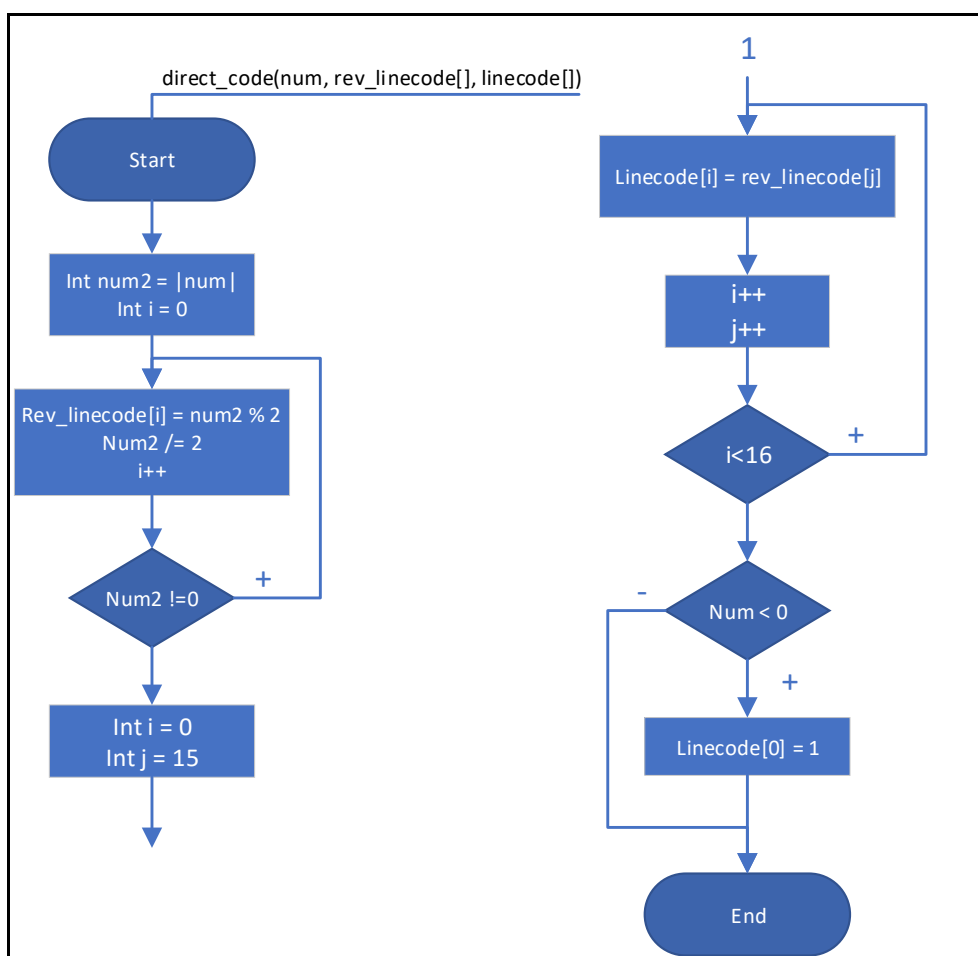 direct_code(num, rev_linecode[], linecode[])
Start
Int num2 = |num|
Int i = 0
Rev_linecode[i] = num2 % 2
Num2 /= 2
i++
Num2 !=0
+
Int i = 0
Int j = 15
1
Linecode[i] = rev_linecode[j]
i++
j++
i<16
+
Num < 0
-
+
Linecode[0] = 1
End